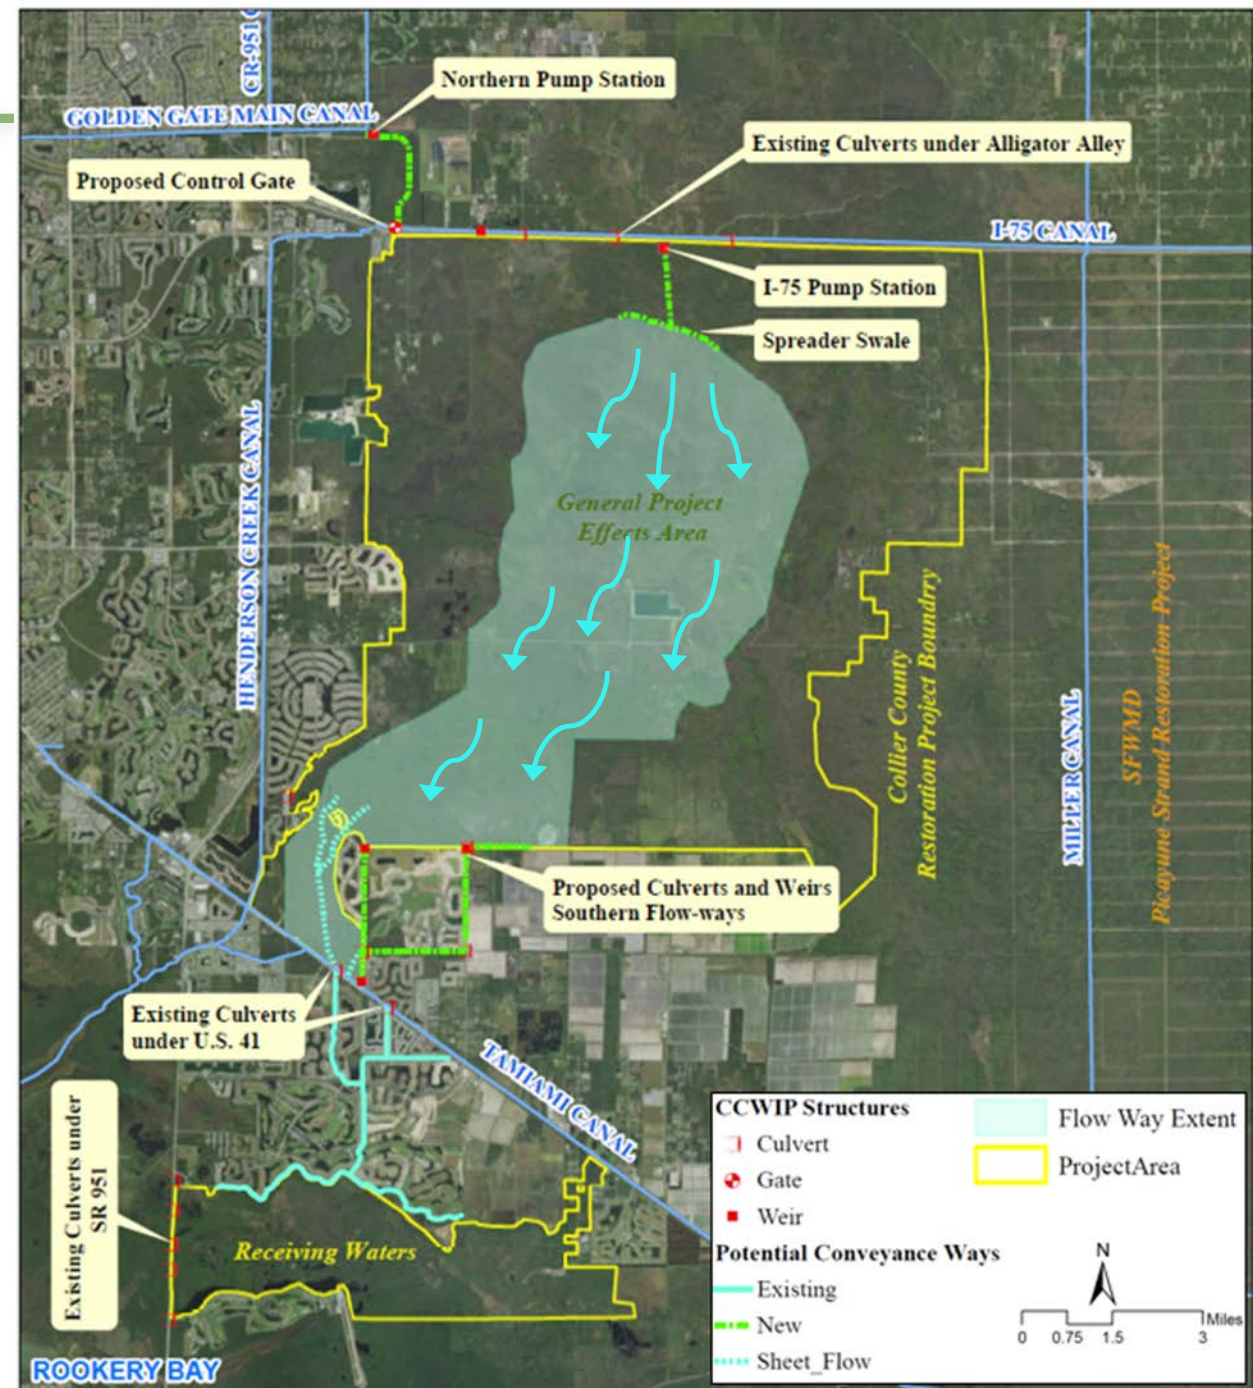 CR-951
Northern Pump Station
GOLDEN GATE MAIN CANAL
Existing Culverts under Alligator Alley
Proposed Control Gate
I-75 CANAL
I-75 Pump Station
Spreader Swale
General Project
Effects Area
HENDERSON CREEK CANAL
Collier County
Restoration Project Boundry
MILLER CANAL
SFWMD
Picayune Strand Restoration Project
Proposed Culverts and Weirs
Southern Flow-ways
Existing Culverts
under U.S. 41
TAMIAMI CANAL
Existing Culverts under
SR 951
Receiving Waters
ROOKERY BAY
CCWIP Structures
Culvert
Gate
Weir
Flow Way Extent
ProjectArea
Potential Conveyance Ways
Existing
New
Sheet_Flow
N
Miles
0 0.75 1.5 3